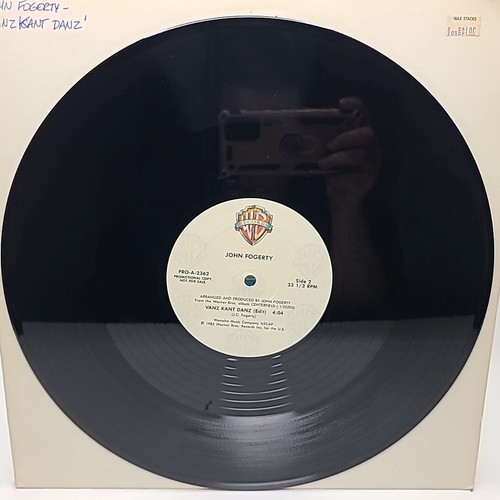 HN FOGERTY-
NZ KANT DANZ'
WAX STACKS
JOHN FOGERTY
PRO-A-2362
PROMOTIONAL COPY
NOT FOR SALE
Side 2
33 1/3 RPM
ARRANGED AND PRODUCED BY JOHN FOGERTY
From the Warner Bros. album CENTERFIELD
VANZ KANT DANZ (Edit) 4:04
(J.C. Fogerty)
Wenaha Music Company ASCAP
℗ 1985 Warner Bros. Records Inc. for the U.S.